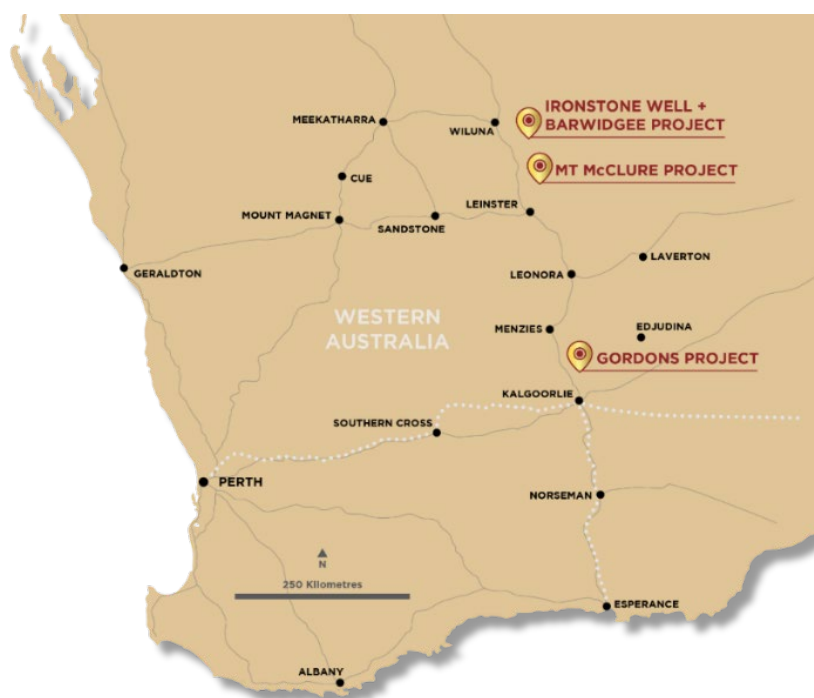 IRONSTONE WELL +
BARWIDGEE PROJECT
MEEKATHARRA
WILUNA
MT McCLURE PROJECT
CUE
LEINSTER
MOUNT MAGNET
SANDSTONE
LAVERTON
GERALDTON
LEONORA
WESTERN
AUSTRALIA
MENZIES
EDJUDINA
GORDONS PROJECT
KALGOORLIE
SOUTHERN CROSS
PERTH
NORSEMAN
N
250 Kilometres
ESPERANCE
ALBANY